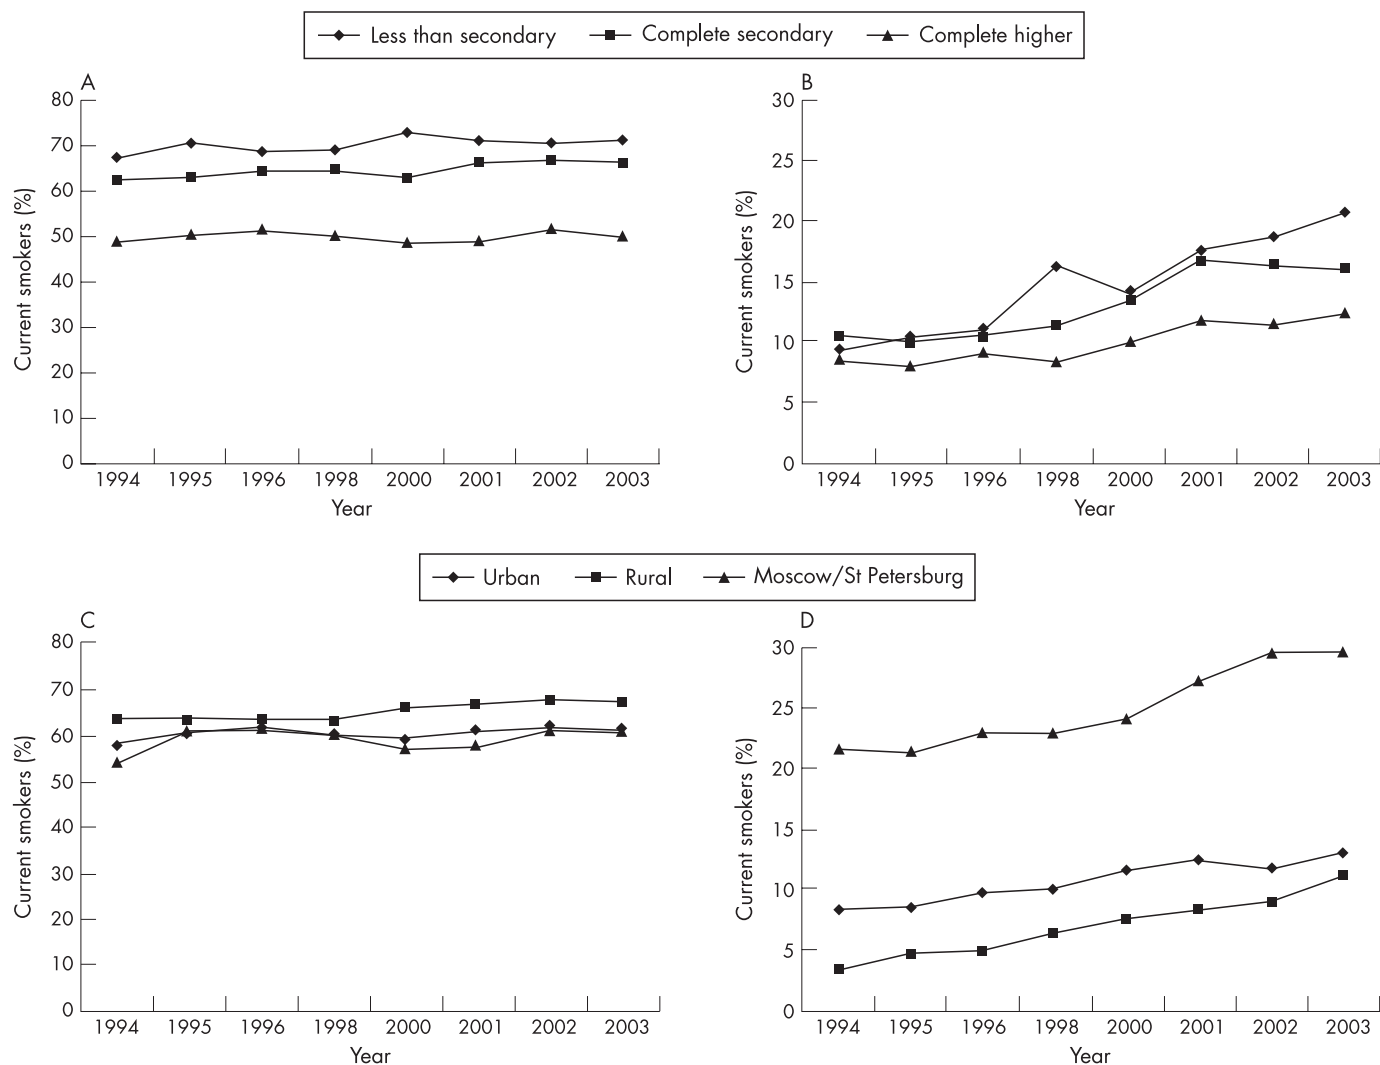 Less than secondary Complete secondary Complete higher
A
Current smokers (%)
80
70
60
50
40
30
20
10
0
1994 1995 1996 1998 2000 2001 2002 2003
Year
B
Current smokers (%)
30
25
20
15
10
5
0
1994 1995 1996 1998 2000 2001 2002 2003
Year
Urban Rural Moscow/St Petersburg
C
Current smokers (%)
80
70
60
50
40
30
20
10
0
1994 1995 1996 1998 2000 2001 2002 2003
Year
D
Current smokers (%)
30
25
20
15
10
5
0
1994 1995 1996 1998 2000 2001 2002 2003
Year